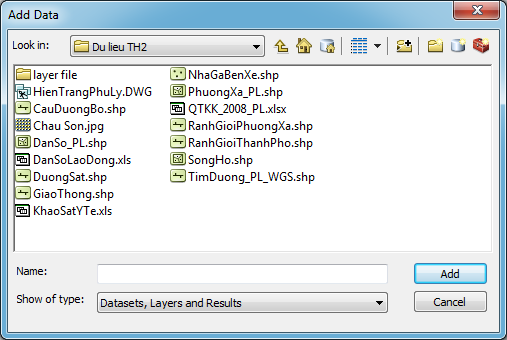 Add Data
Look in:
Du lieu TH2
layer file
HienTrangPhuLy.DWG
CauDuongBo.shp
Chau Son.jpg
DanSo_PL.shp
DanSoLaoDong.xls
DuongSat.shp
GiaoThong.shp
KhaoSatYTe.xls
NhaGaBenXe.shp
PhuongXa_PL.shp
QTKK_2008_PL.xlsx
RanhGioiPhuongXa.shp
RanhGioiThanhPho.shp
SongHo.shp
TimDuong_PL_WGS.shp
Name:
Add
Show of type:
Datasets, Layers and Results
Cancel